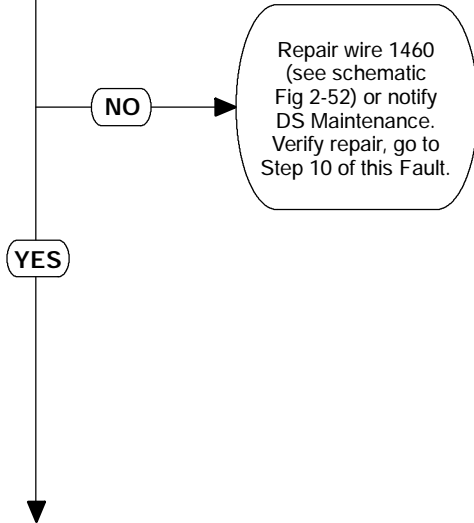 Repair wire 1460
(see schematic
Fig 2-52) or notify
DS Maintenance.
Verify repair, go to
Step 10 of this Fault.
NO
YES